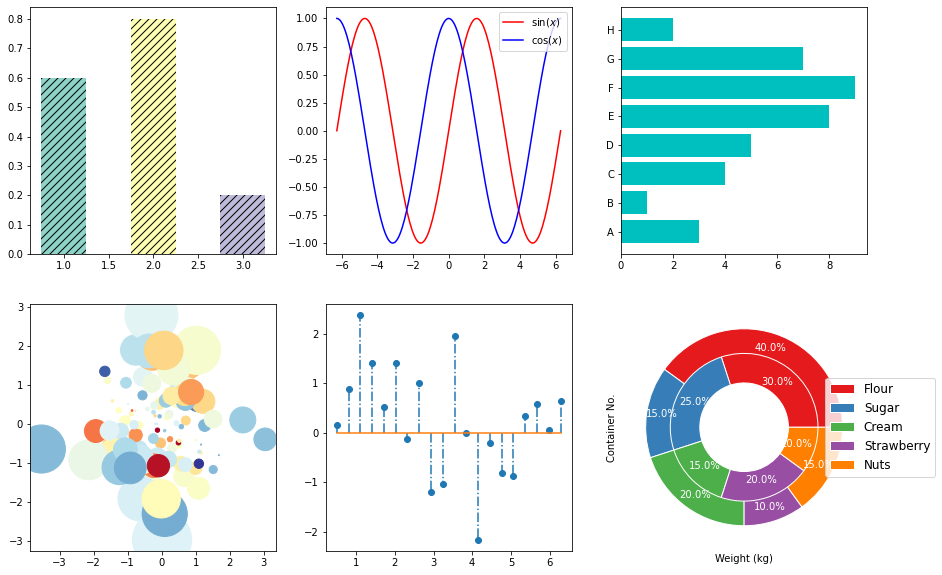 0.8
0.7
0.6
0.5
0.4
0.3
0.2
0.1
0.0
1.0 1.5 2.0 2.5 3.0
1.00
0.75
0.50
0.25
0.00
−0.25
−0.50
−0.75
−1.00
−6 −4 −2 0 2 4 6
sin(x)
cos(x)
H
G
F
E
D
C
B
A
0 2 4 6 8
3
2
1
0
−1
−2
−3
−3 −2 −1 0 1 2 3
2
1
0
−1
−2
1 2 3 4 5 6
40.0%
30.0%
15.0%
25.0%
20.0%
15.0%
10.0%
20.0%
15.0%
10.0%
Container No.
Weight (kg)
Flour
Sugar
Cream
Strawberry
Nuts